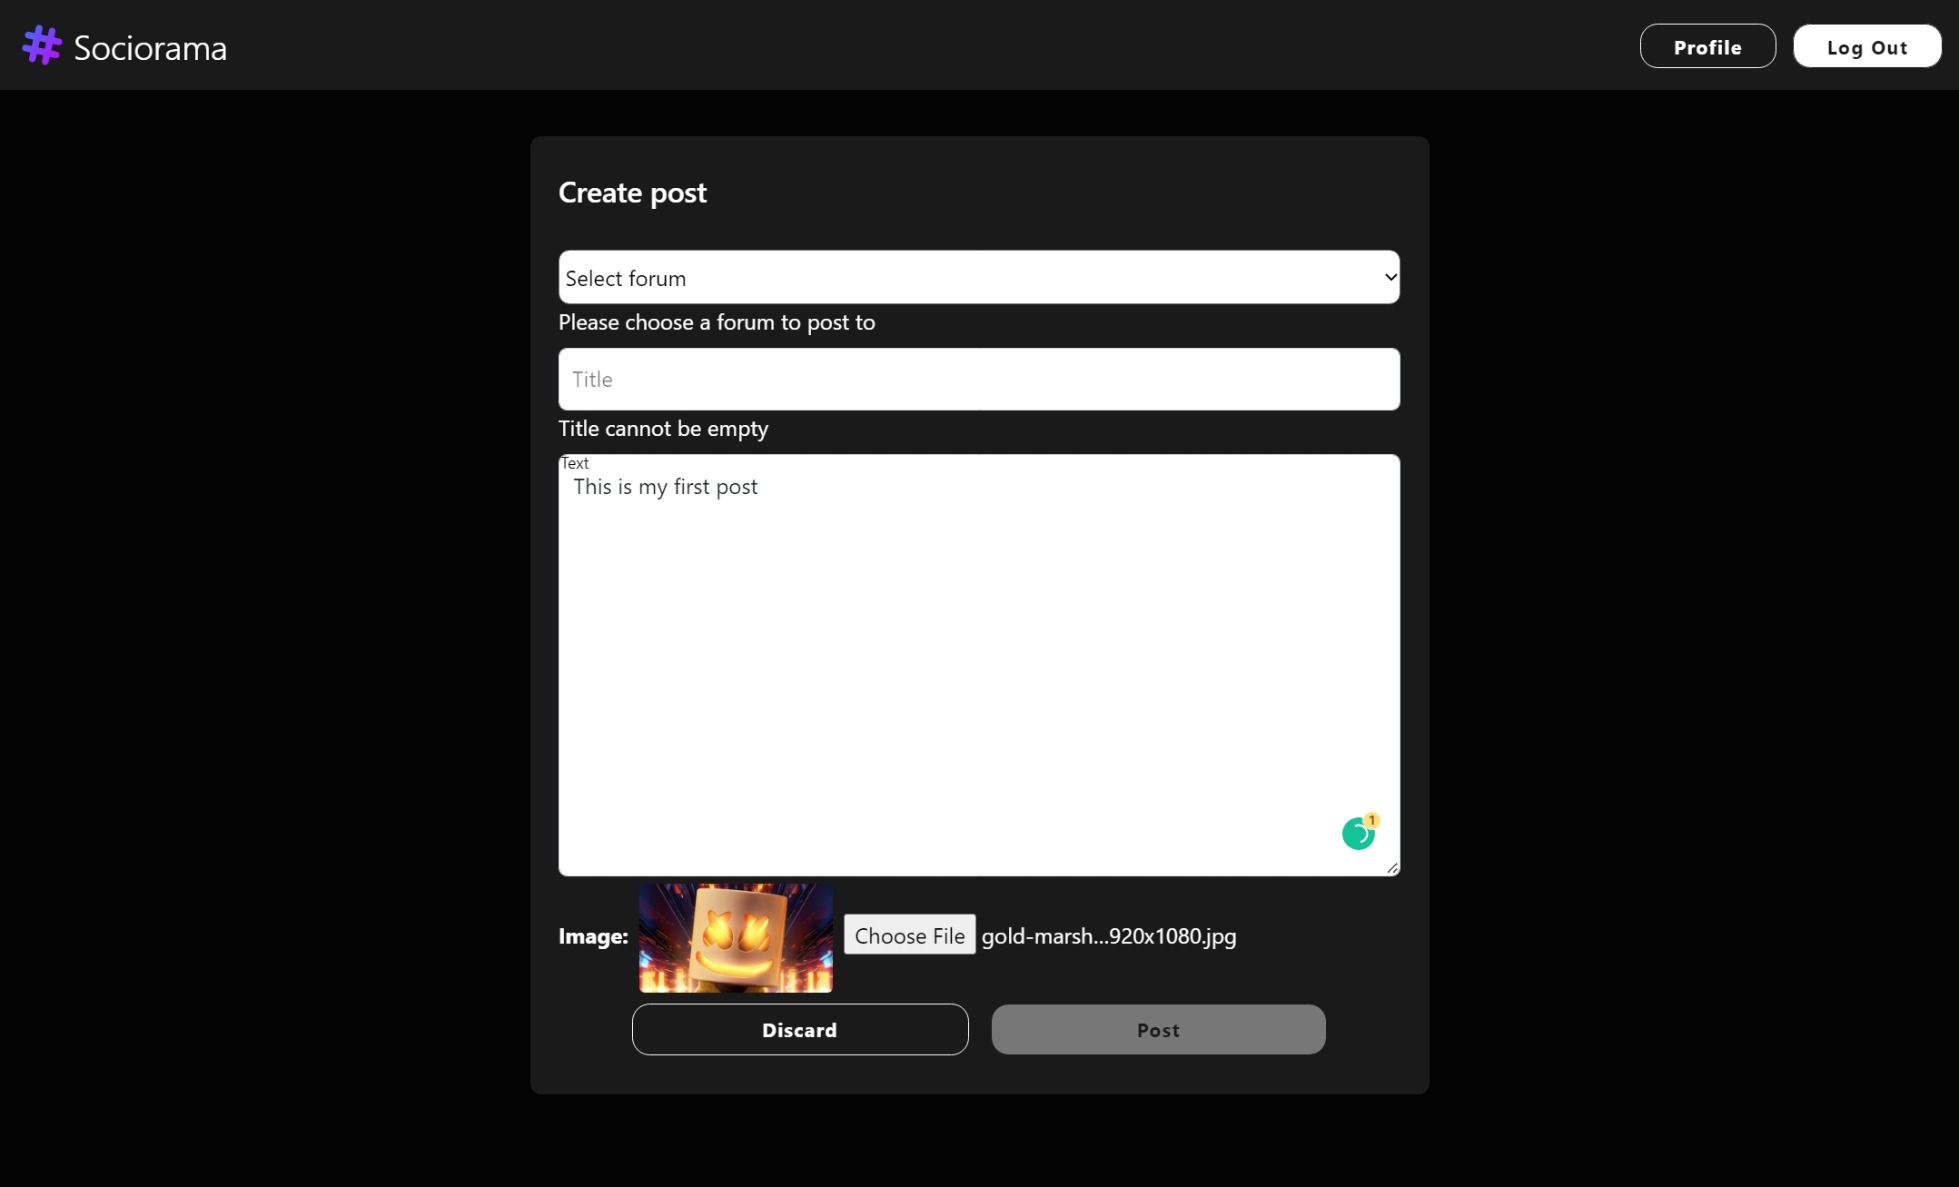 Sociorama
Profile
Log Out
Create post
Select forum
Please choose a forum to post to
Title
Title cannot be empty
Text
This is my first post
1
Image:
Choose File
gold-marsh...920x1080.jpg
Discard
Post